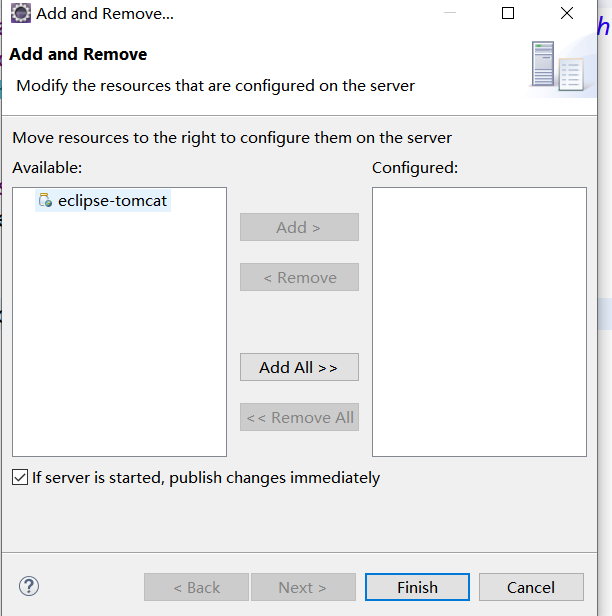 Add and Remove...
Add and Remove
Modify the resources that are configured on the server
Move resources to the right to configure them on the server
Available:
Configured:
eclipse-tomcat
Add >
< Remove
Add All >>
<< Remove All
If server is started, publish changes immediately
?
< Back
Next >
Finish
Cancel